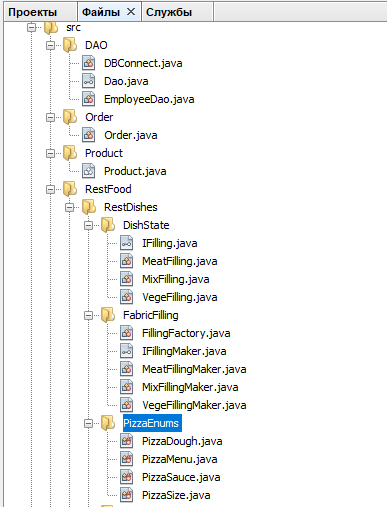 Проекты Файлы × Службы
src
DAO
DBConnect.java
Dao.java
EmployeeDao.java
Order
Order.java
Product
Product.java
RestFood
RestDishes
DishState
IFilling.java
MeatFilling.java
MixFilling.java
VegeFilling.java
FabricFilling
FillingFactory.java
IFillingMaker.java
MeatFillingMaker.java
MixFillingMaker.java
VegeFillingMaker.java
PizzaEnums
PizzaDough.java
PizzaMenu.java
PizzaSauce.java
PizzaSize.java